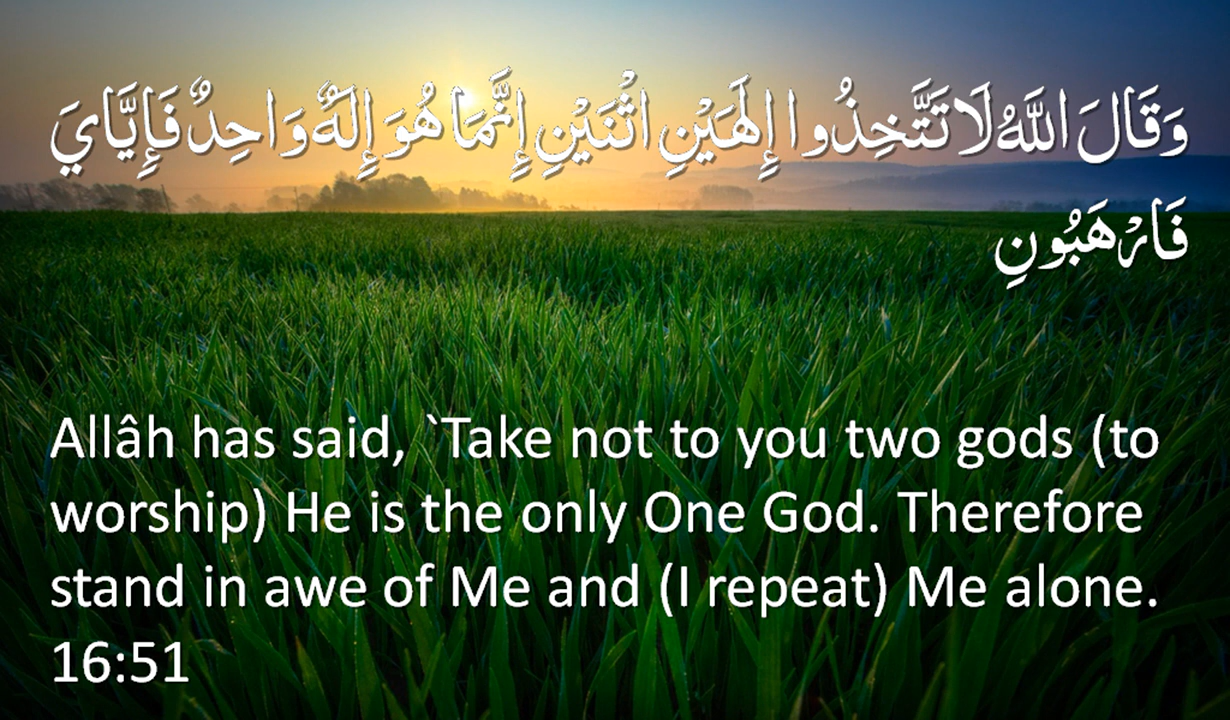 وَقَالَ اللَّهُ لَا تَتَّخِذُوا إِلَٰهَيْنِ اثْنَيْنِ إِنَّمَا هُوَ إِلَٰهٌ وَاحِدٌ فَإِيَّايَ
فَارْهَبُونِ
Allâh has said, `Take not to you two gods (to
worship) He is the only One God. Therefore
stand in awe of Me and (I repeat) Me alone.
16:51